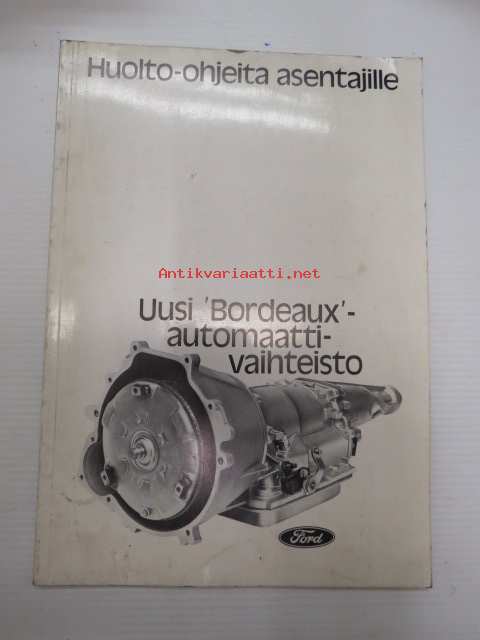 Huolto-ohjeita asentajille
Antikvariaatti.net
Uusi 'Bordeaux'-
automaatti-
vaihteisto
Ford